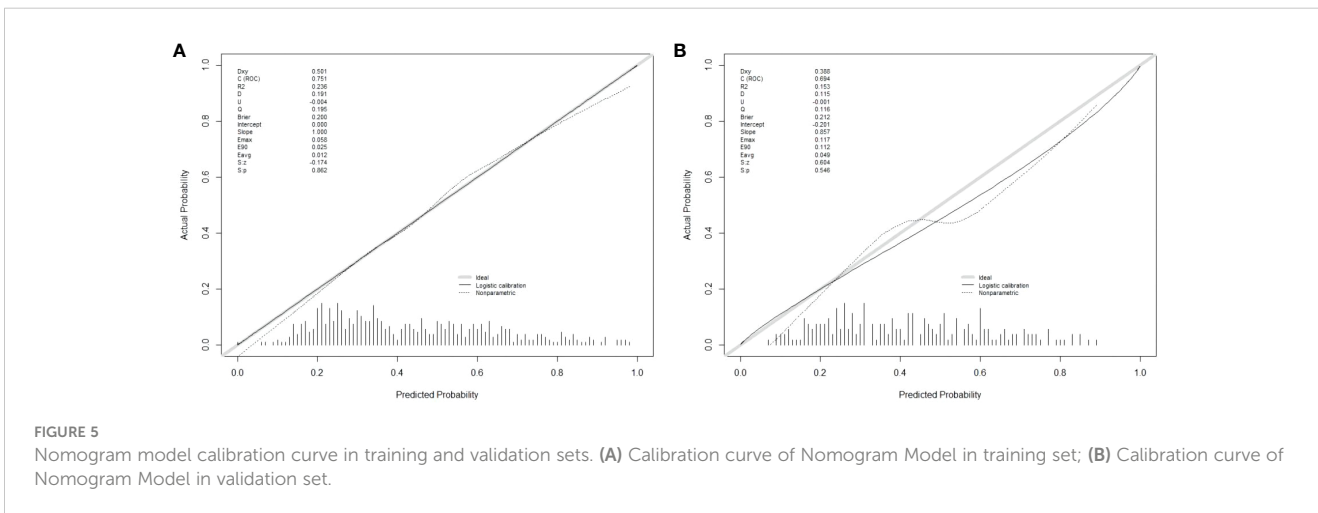 A
Dxy 0.501
C (ROC) 0.751
R2 0.236
D 0.191
U -0.004
Q 0.195
Brier 0.200
Intercept 0.000
Slope 1.000
Emax 0.058
E90 0.025
Eavg 0.012
S:z -0.174
S:p 0.862
Actual Probability
0.0
0.2
0.4
0.6
0.8
1.0
Ideal
Logistic calibration
Nonparametric
0.0 0.2 0.4 0.6 0.8 1.0
Predicted Probability
B
Dxy 0.388
C (ROC) 0.694
R2 0.153
D 0.115
U -0.001
Q 0.116
Brier 0.212
Intercept -0.201
Slope 0.857
Emax 0.117
E90 0.112
Eavg 0.049
S:z 0.604
S:p 0.546
Actual Probability
0.0
0.2
0.4
0.6
0.8
1.0
Ideal
Logistic calibration
Nonparametric
0.0 0.2 0.4 0.6 0.8 1.0
Predicted Probability
FIGURE 5
Nomogram model calibration curve in training and validation sets. (A) Calibration curve of Nomogram Model in training set; (B) Calibration curve of
Nomogram Model in validation set.